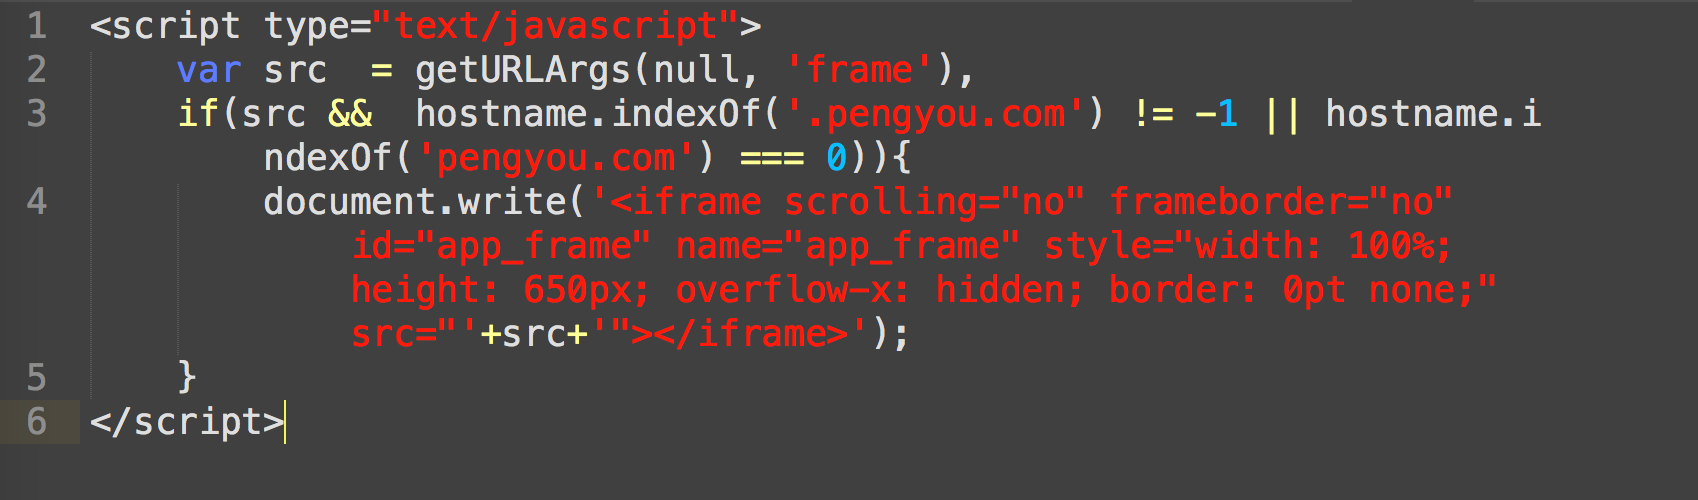 1 <script type="text/javascript">
2 var src  = getURLArgs(null, 'frame'),
3 if(src &&  hostname.indexOf('.pengyou.com') != -1 || hostname.i
ndexOf('pengyou.com') === 0)){
4 document.write('<iframe scrolling="no" frameborder="no"
id="app_frame" name="app_frame" style="width: 100%;
height: 650px; overflow-x: hidden; border: 0pt none;"
src="'+src+'"></iframe>');
5 }
6 </script>